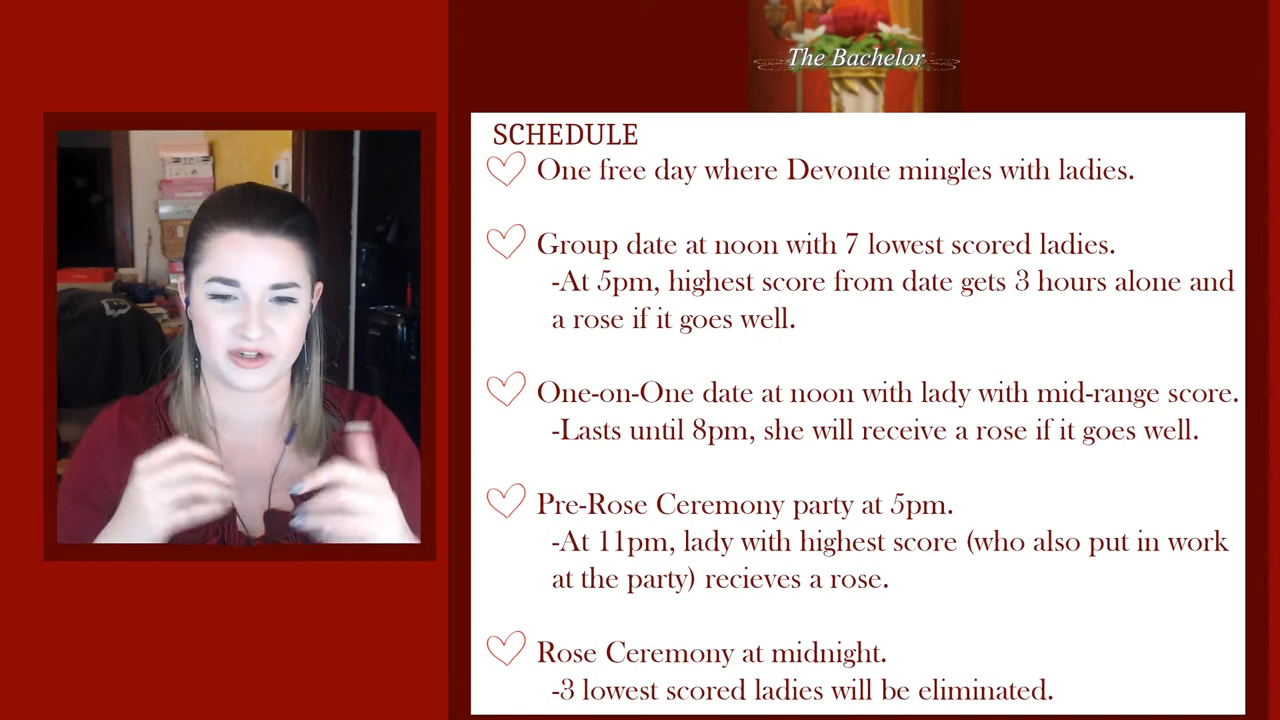 The Bachelor
SCHEDULE
One free day where Devonte mingles with ladies.
Group date at noon with 7 lowest scored ladies.
-At 5pm, highest score from date gets 3 hours alone and
a rose if it goes well.
One-on-One date at noon with lady with mid-range score.
-Lasts until 8pm, she will receive a rose if it goes well.
Pre-Rose Ceremony party at 5pm.
-At 11pm, lady with highest score (who also put in work
at the party) recieves a rose.
Rose Ceremony at midnight.
-3 lowest scored ladies will be eliminated.